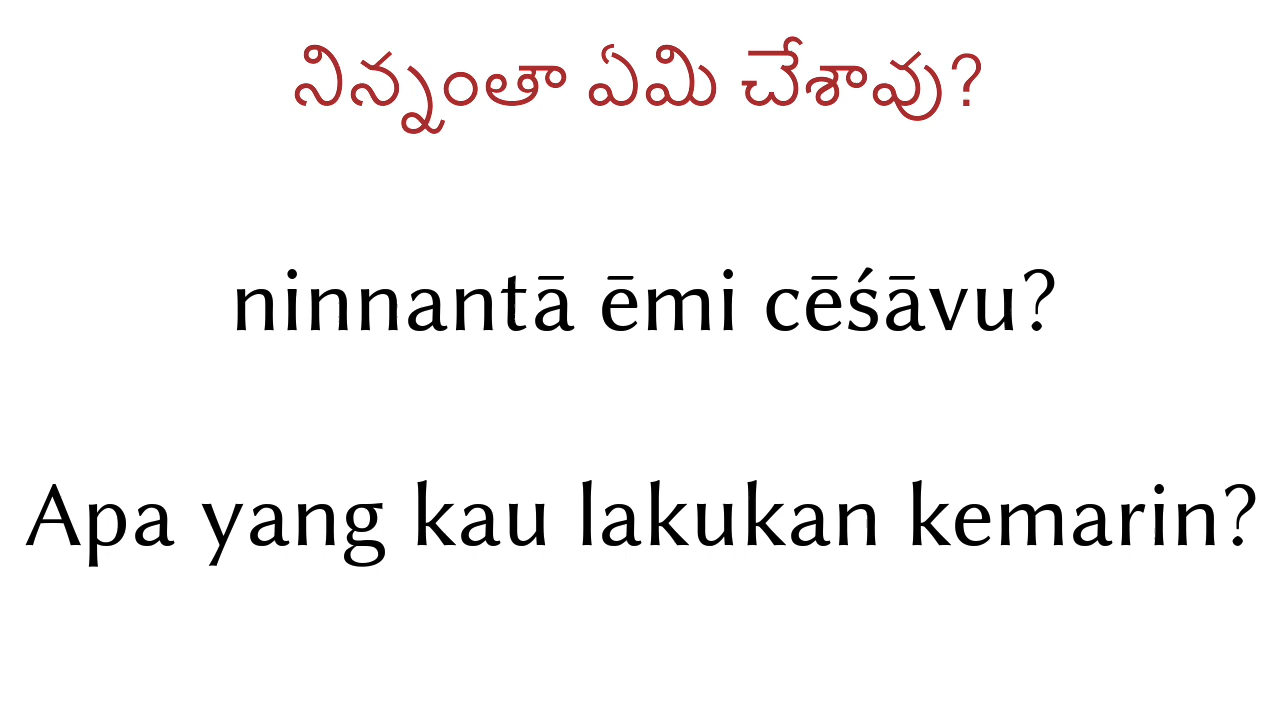 నిన్నంతా ఏమి చేశావు?
ninnantā ēmi cēśāvu?
Apa yang kau lakukan kemarin?